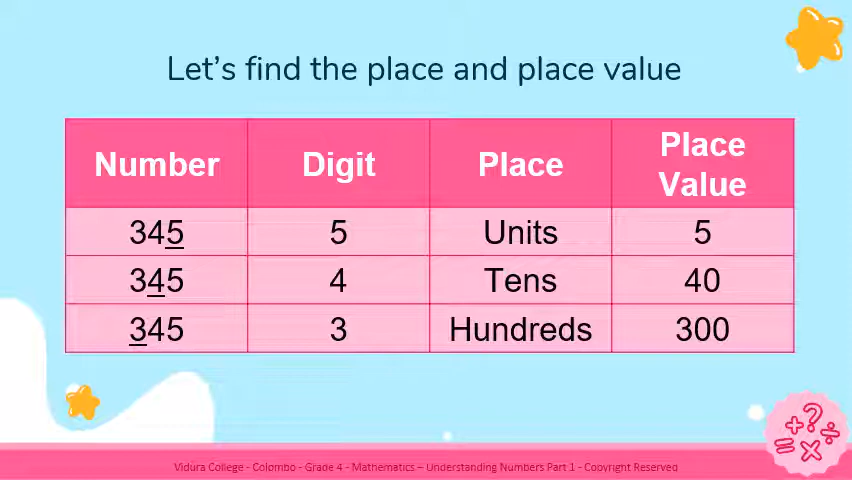 Let's find the place and place value
Number Digit Place Place Value
345 5 Units 5
345 4 Tens 40
345 3 Hundreds 300
Vidura College - Colombo - Grade 4 - Mathematics – Understanding Numbers Part 1 - Copyright Reserved